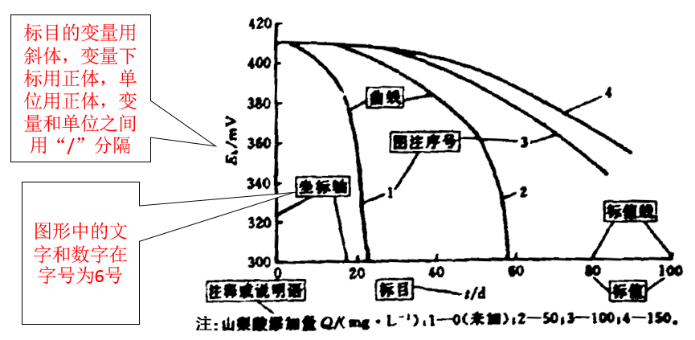 标目的变量用
斜体，变量下
标用正体，单
位用正体，变
量和单位之间
用“/”分隔
图形中的文
字和数字在
字号为6号
420
400
380
360
340
320
300
E_h/mV
曲线
图注序号
坐标轴
1
2
3
4
标值线
0
20
40
60
80
100
注释或说明语
标目
t/d
标值
注：山梨酸添加量Q/(mg·L⁻¹)：1—0(未加)；2—50；3—100；4—150。